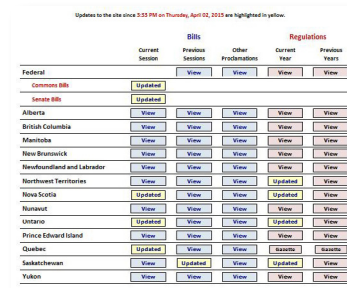 Updates to the site since 5:55 PM on Thursday, April 02, 2015 are highlighted in yellow.
Bills Regulations
Current Session Previous Sessions Other Proclamations Current Year Previous Years
Federal View View View View
Commons Bills Updated
Senate Bills Updated
Alberta View View View View View
British Columbia View View View View View
Manitoba View View View View View
New Brunswick View View View View View
Newfoundland and Labrador View View View View View
Northwest Territories View View View Updated View
Nova Scotia Updated View View Updated View
Nunavut View View View View View
Ontario Updated View View Updated View
Prince Edward Island View View View View View
Quebec Updated View View Gazette Gazette
Saskatchewan View Updated View Updated View
Yukon View View View View View